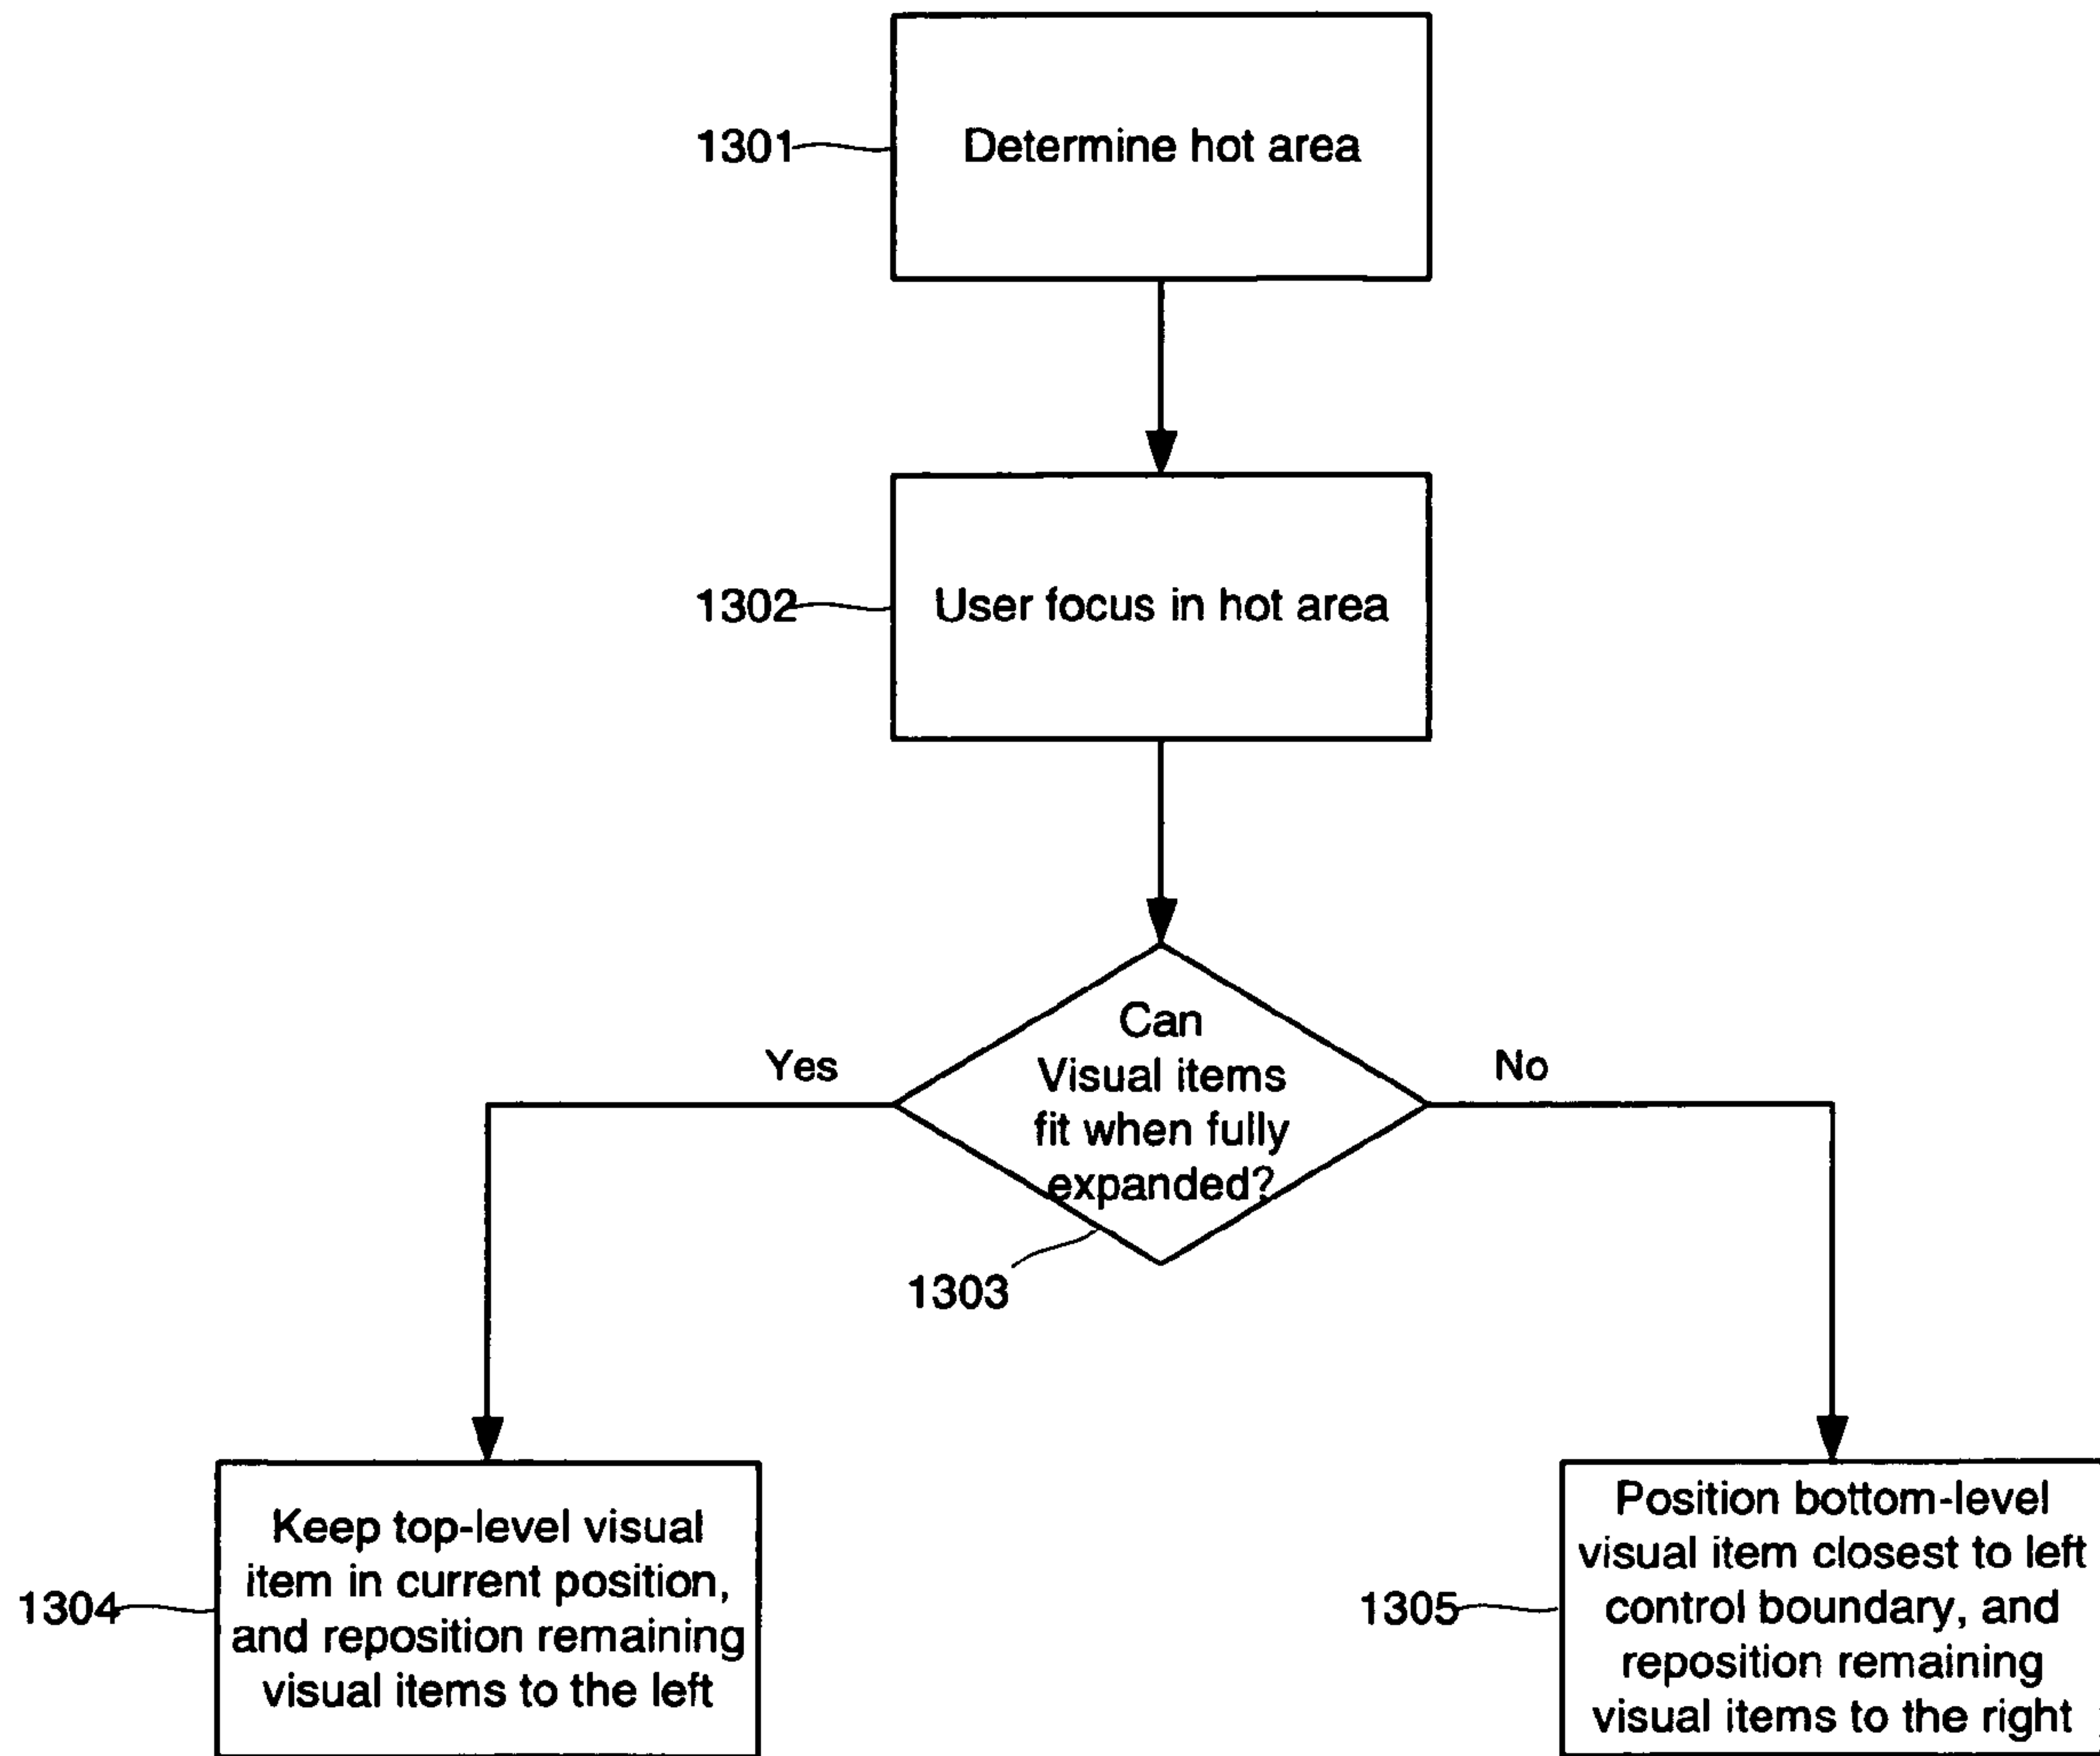 1301
Determine hot area
1302
User focus in hot area
Can
Visual items
fit when fully
expanded?
Yes
No
1303
1304
Keep top-level visual
item in current position,
and reposition remaining
visual items to the left
1305
Position bottom-level
visual item closest to left
control boundary, and
reposition remaining
visual items to the right